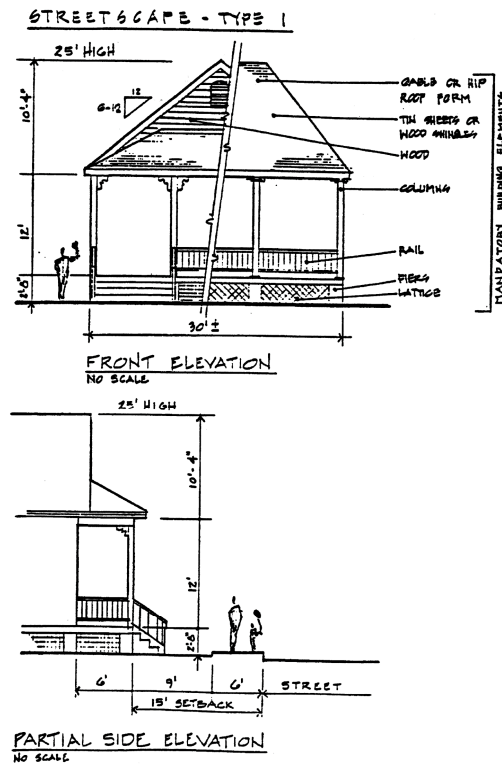 STREETSCAPE - TYPE 1
25' HIGH
10'-4"
12'
2'-8"
12
6-12
GABLE OR HIP
ROOF FORM
TIN SHEETS OR
WOOD SHINGLES
WOOD
COLUMNS
RAIL
PIERS
LATTICE
MANDATORY BUILDING ELEMENTS
30' ±
FRONT ELEVATION
NO SCALE
25' HIGH
10'-4"
12'
2'-8"
6'
9'
6'
STREET
15' SETBACK
PARTIAL SIDE ELEVATION
NO SCALE